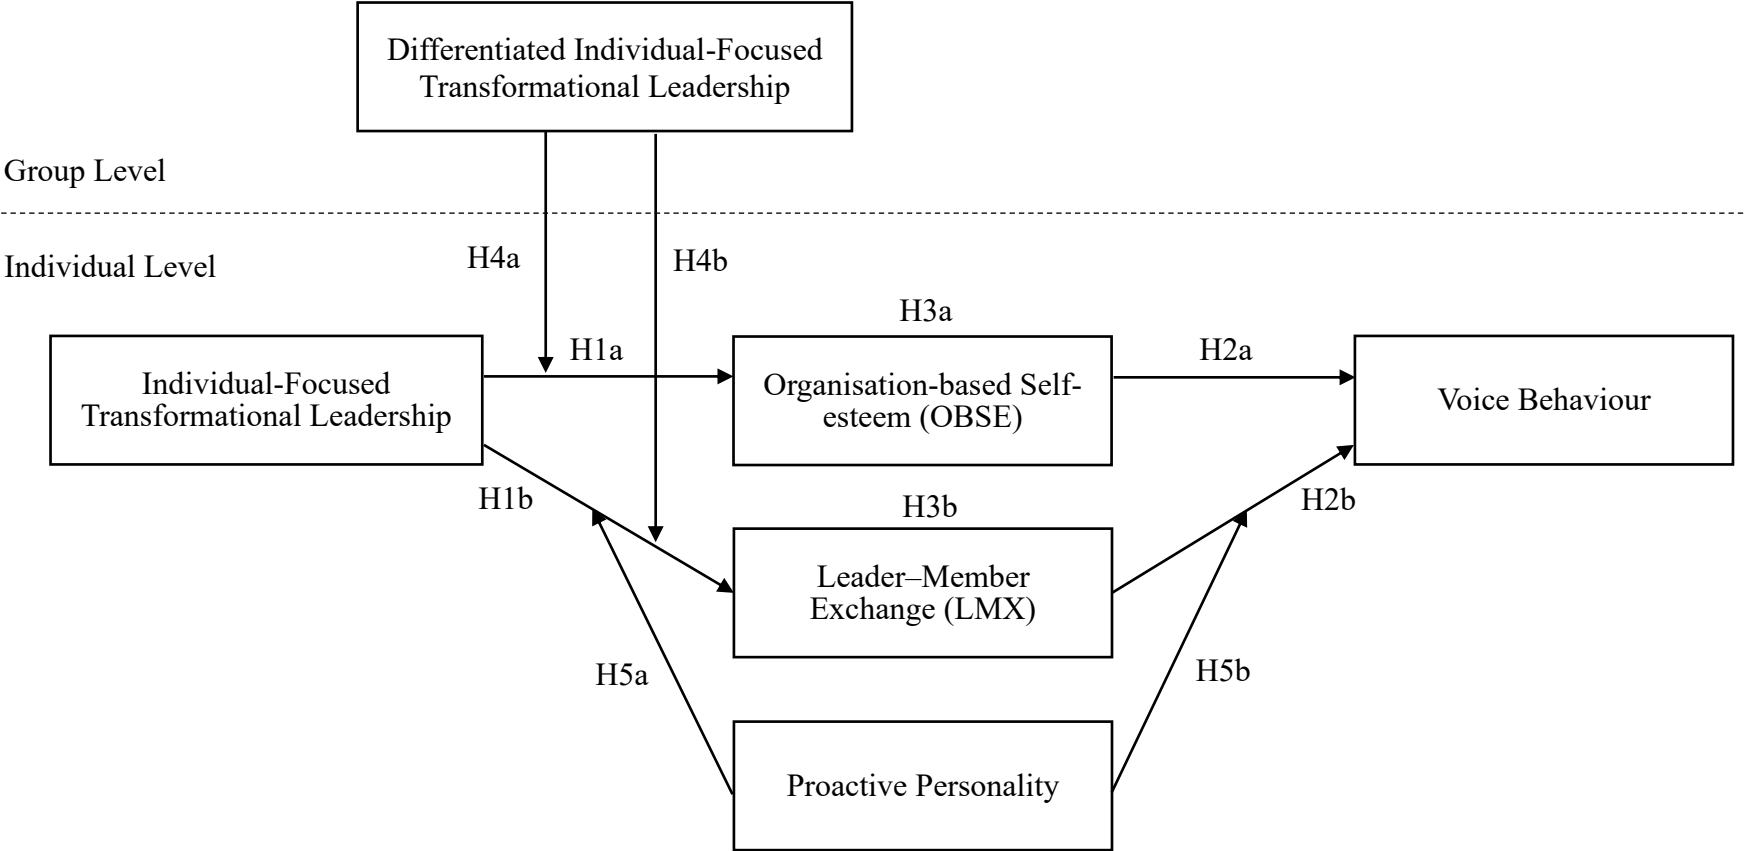 Differentiated Individual-Focused
Transformational Leadership
Group Level
Individual Level
H4a
H4b
H3a
H1a
H2a
Individual-Focused
Transformational Leadership
Organisation-based Self-
esteem (OBSE)
Voice Behaviour
H1b
H3b
H2b
Leader–Member
Exchange (LMX)
H5a
H5b
Proactive Personality